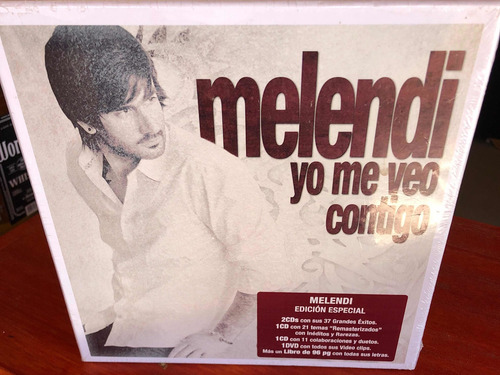 melendi
yo me veo
contigo
MELENDI
EDICIÓN ESPECIAL
2CDs con sus 37 Grandes Éxitos.
1CD con 21 temas "Remasterizados"
con Inéditos y Rarezas.
1CD con 11 colaboraciones y duetos.
1DVD con todos sus Video clips.
Más un Libro de 96 pg con todas sus letras.